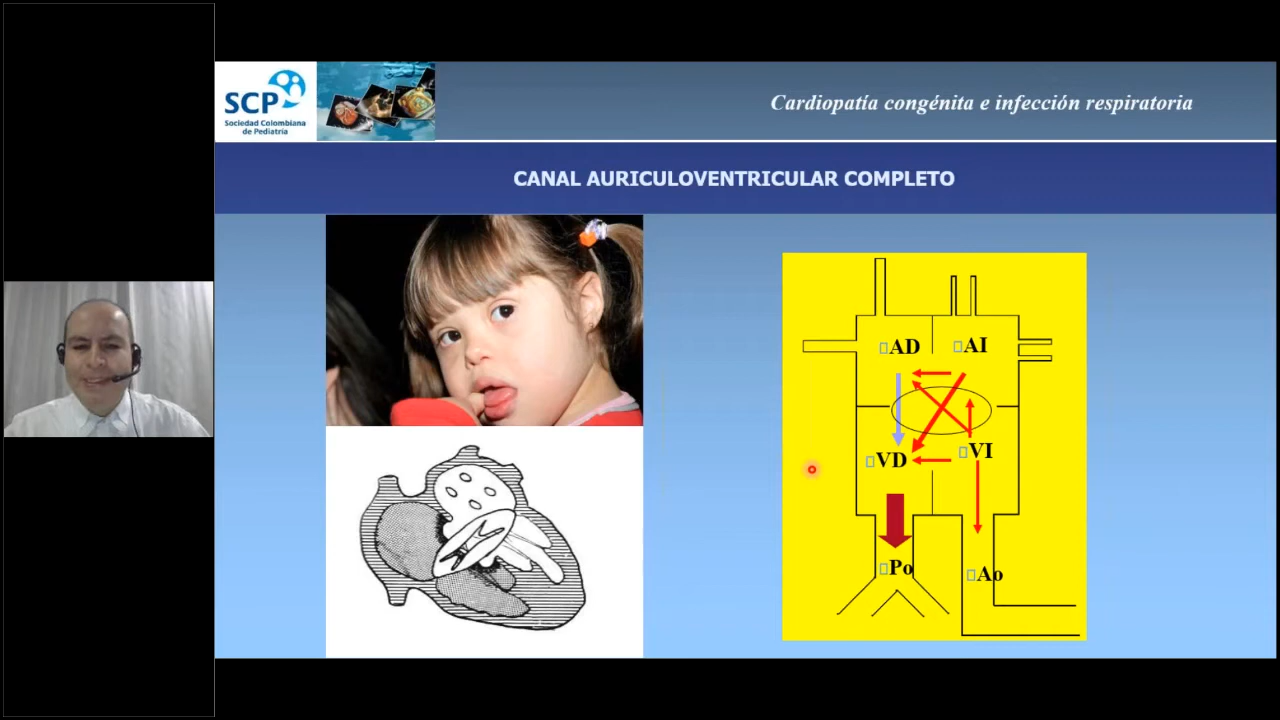 SCP
Sociedad Colombiana
de Pediatría
Cardiopatía congénita e infección respiratoria
CANAL AURICULOVENTRICULAR COMPLETO
AD
AI
VD
VI
Po
Ao